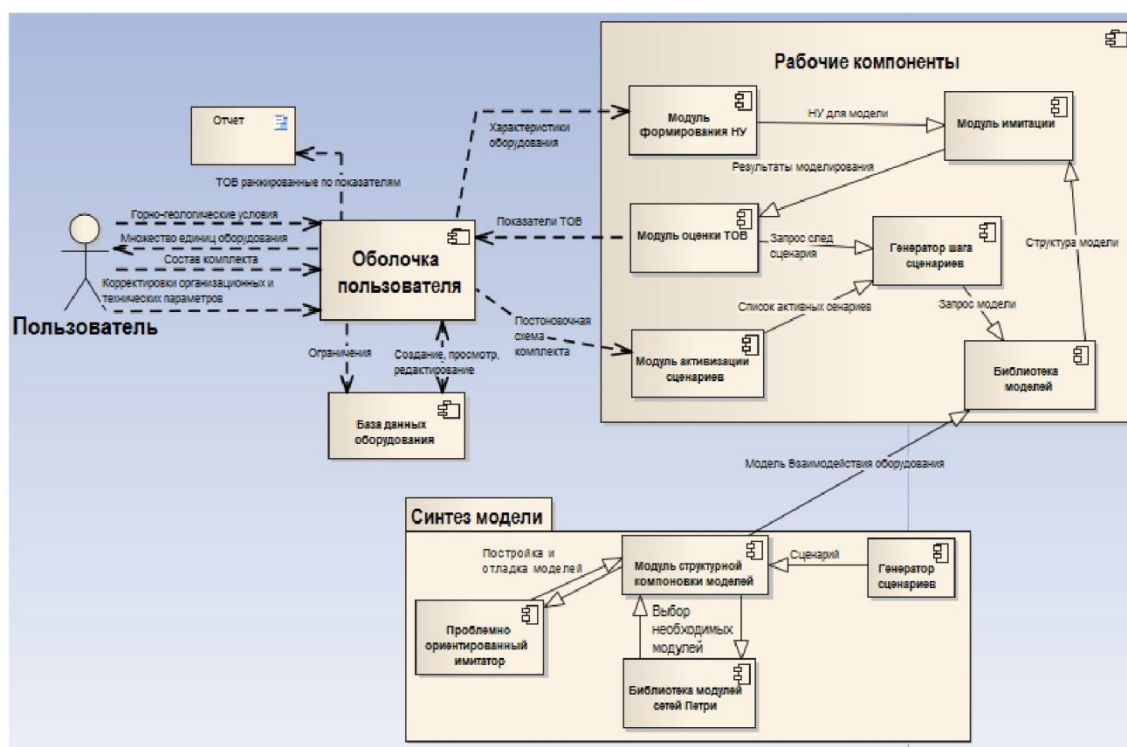 Рабочие компоненты
Отчет
Характеристики
оборудования
Модуль
формирования НУ
НУ для модели
Модуль имитации
Результаты моделирования
ТОВ ранжированные по показателям
Горно-геологические условия
Множество единиц оборудования
Состав комплекта
Корректировки организационных и
технических параметров
Пользователь
Оболочка
пользователя
Показатели ТОВ
Модуль оценки ТОВ
Запрос след
сценария
Генератор шага
сценариев
Структура модели
Список активных сенариев
Запрос модели
Постоновочная
схема
комплекта
Модуль активизации
сценариев
Библиотека
моделей
Ограничения
Создание, просмотр,
редактирование
База данных
оборудования
Модель Взаимодействия оборудования
Синтез модели
Постройка и
отладка моделей
Модуль структурной
компоновки моделей
Сценарий
Генератор
сценариев
Проблемно
ориентированный
имитатор
Выбор
необходимых
модулей
Библиотека модулей
сетей Петри